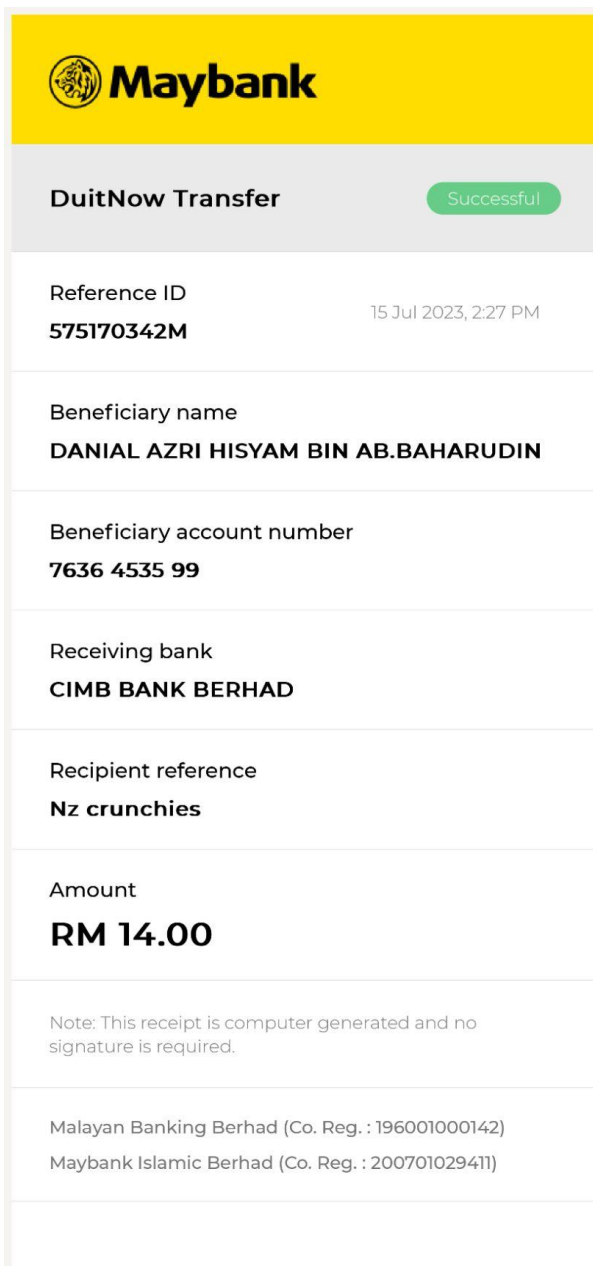 Maybank
DuitNow Transfer
Successful
Reference ID
15 Jul 2023, 2:27 PM
575170342M
Beneficiary name
DANIAL AZRI HISYAM BIN AB.BAHARUDIN
Beneficiary account number
7636 4535 99
Receiving bank
CIMB BANK BERHAD
Recipient reference
Nz crunchies
Amount
RM 14.00
Note: This receipt is computer generated and no
signature is required.
Malayan Banking Berhad (Co. Reg. : 196001000142)
Maybank Islamic Berhad (Co. Reg. : 200701029411)